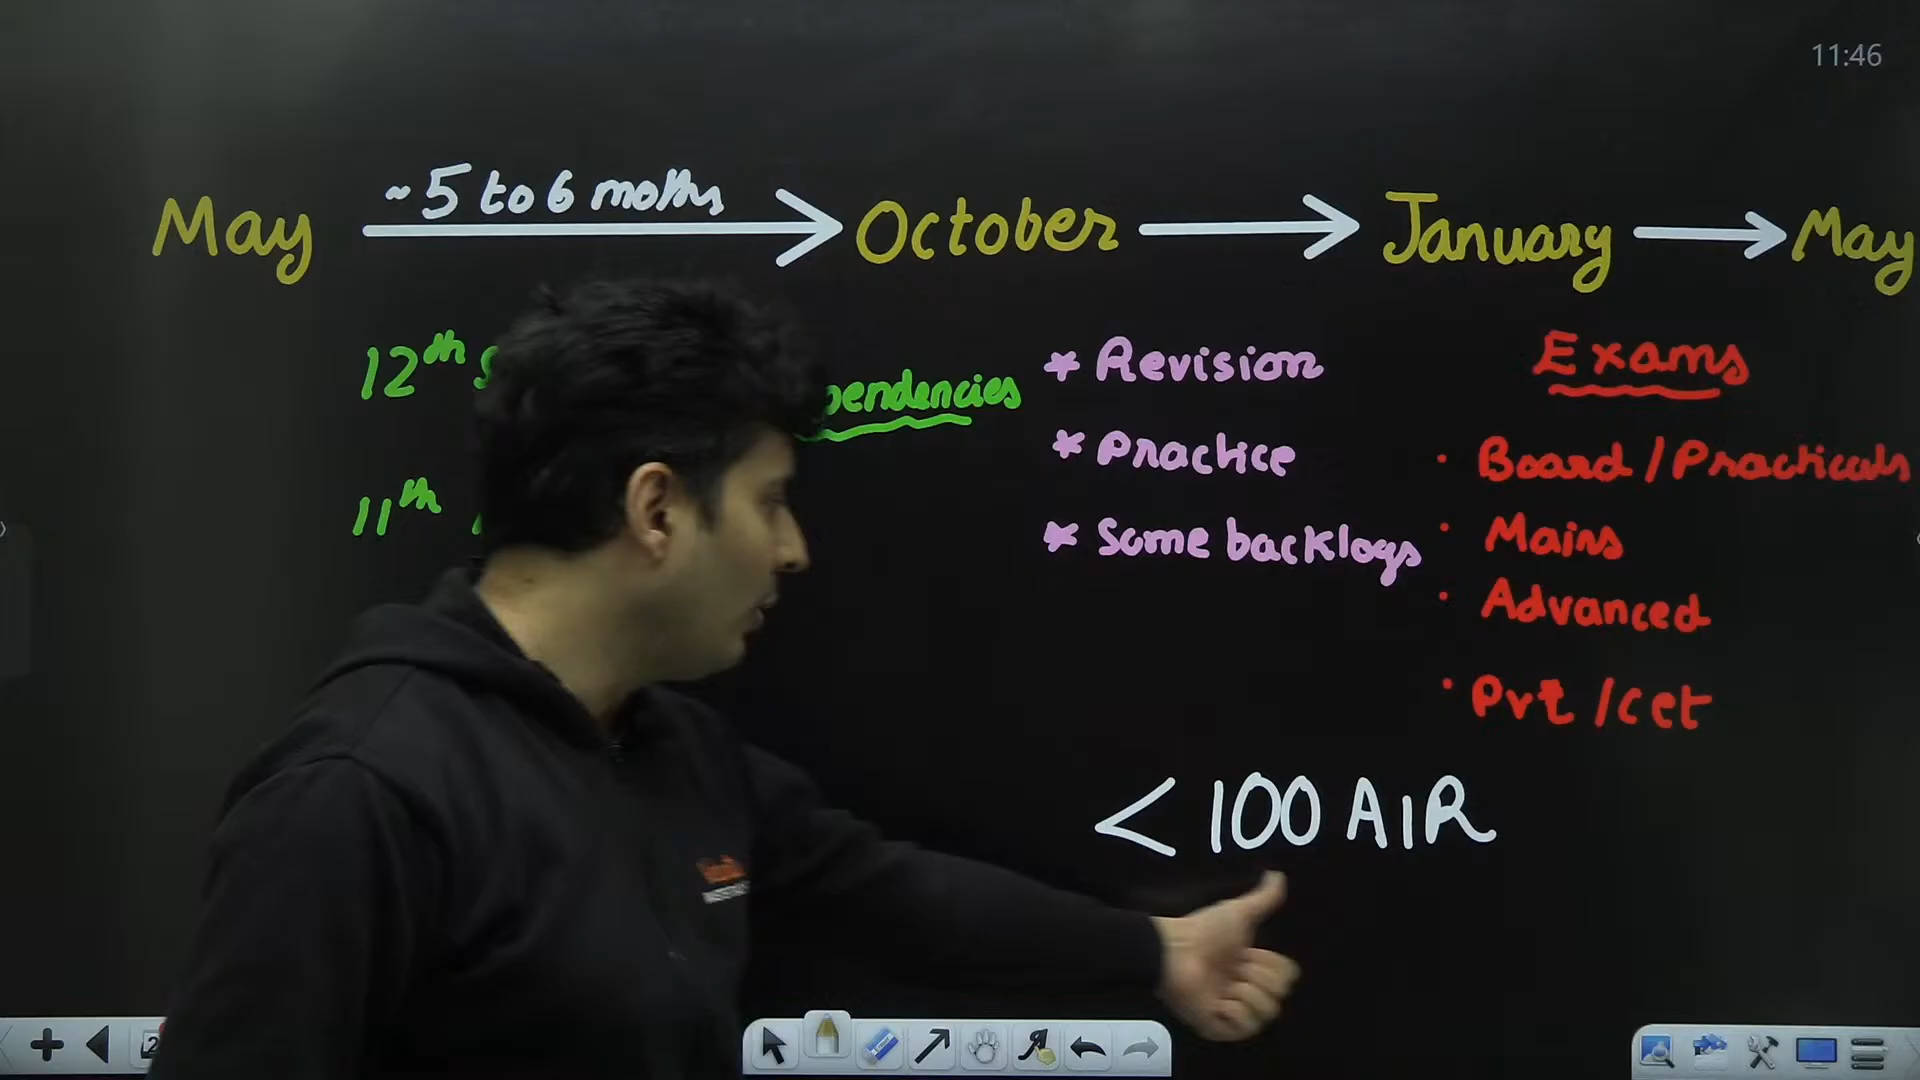 11:46
~5 to 6 moths
May October January May
12th
pendencies
11th
* Revision
* Practice
* Some backlogs
Exams
· Board / Practicals
· Mains
· Advanced
· Pvt / Cet
< 100 AIR